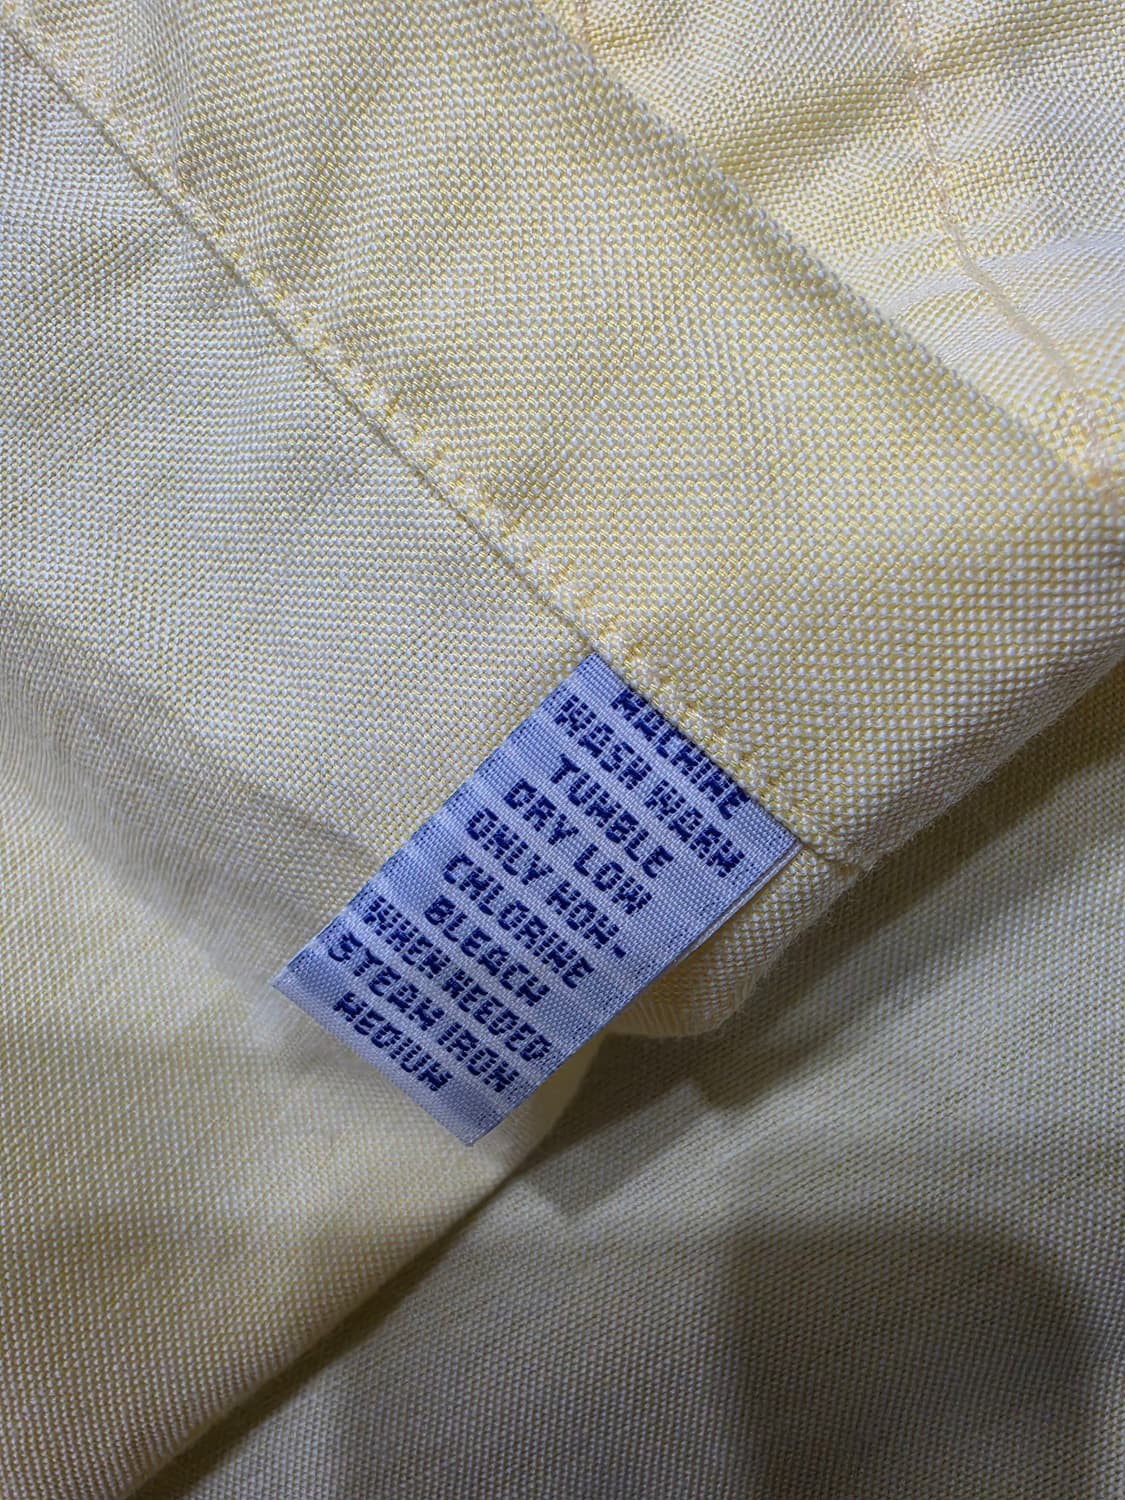 MACHINE
WASH WARM
TUMBLE
DRY LOW
ONLY NON-
CHLORINE
BLEACH
WHEN NEEDED
STEAM IRON
MEDIUM